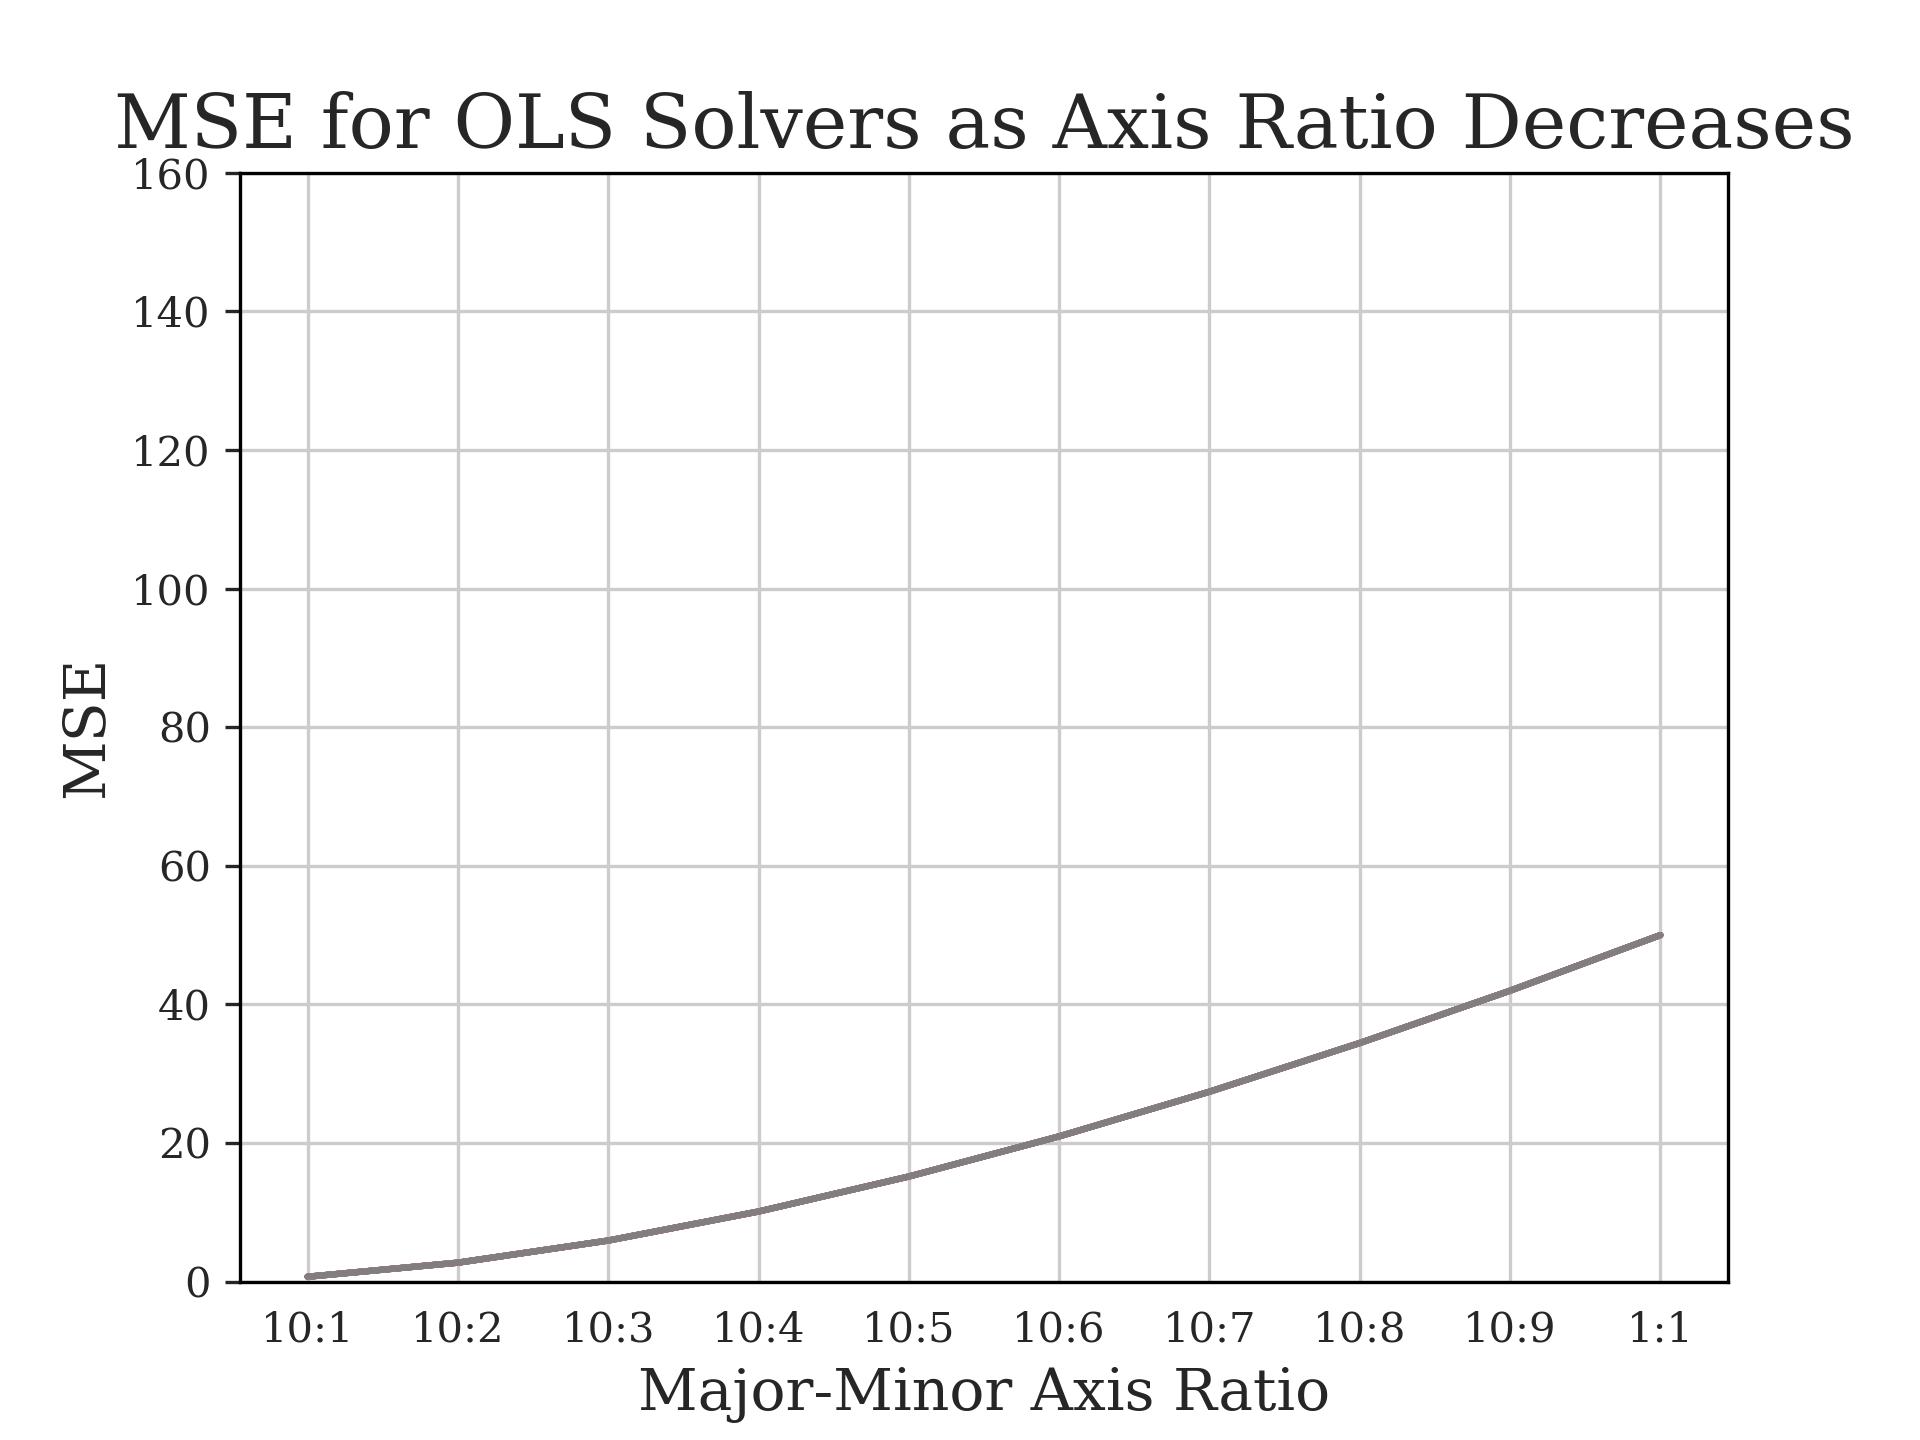 MSE for OLS Solvers as Axis Ratio Decreases
160
140
120
100
80
60
40
20
0
MSE
10:1 10:2 10:3 10:4 10:5 10:6 10:7 10:8 10:9 1:1
Major-Minor Axis Ratio